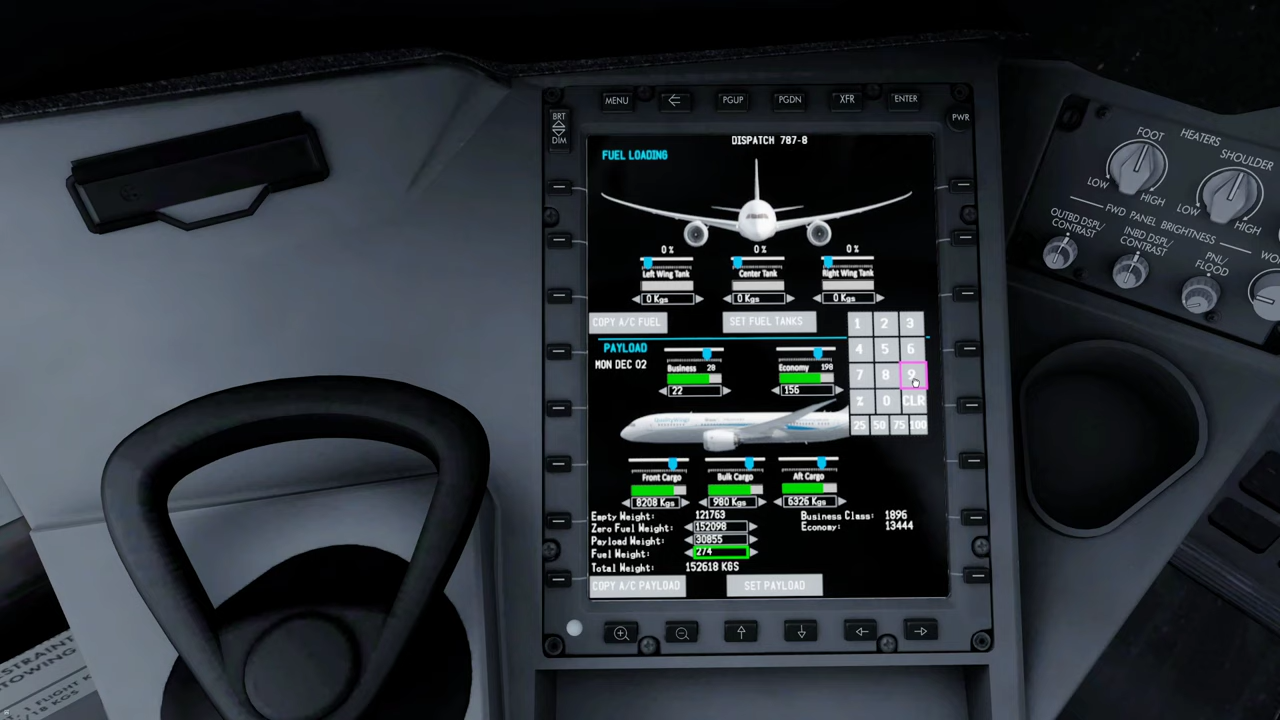 MENU PGUP PGDN XFR ENTER
BRT
DIM
PWR
DISPATCH 787-8
FUEL LOADING
0 % 0 % 0 %
Left Wing Tank Center Tank Right Wing Tank
0 Kgs 0 Kgs 0 Kgs
COPY A/C FUEL SET FUEL TANKS
1 2 3
4 5 6
7 8 9
% 0 CLR
25 50 75 100
PAYLOAD
MON DEC 02
Business 28 Economy 198
22 156
Front Cargo Bulk Cargo Aft Cargo
8208 Kgs 980 Kgs 6326 Kgs
Empty Weight: 121763
Zero Fuel Weight: 152098
Payload Weight: 30855
Fuel Weight: 274
Total Weight: 152618 KGS
Business Class: 1896
Economy: 13444
COPY A/C PAYLOAD SET PAYLOAD
HEATERS
FOOT SHOULDER
LOW HIGH LOW HIGH
FWD PANEL BRIGHTNESS
OUTBD DSPL/
CONTRAST
INBD DSPL/
CONTRAST
PNL/
FLOOD